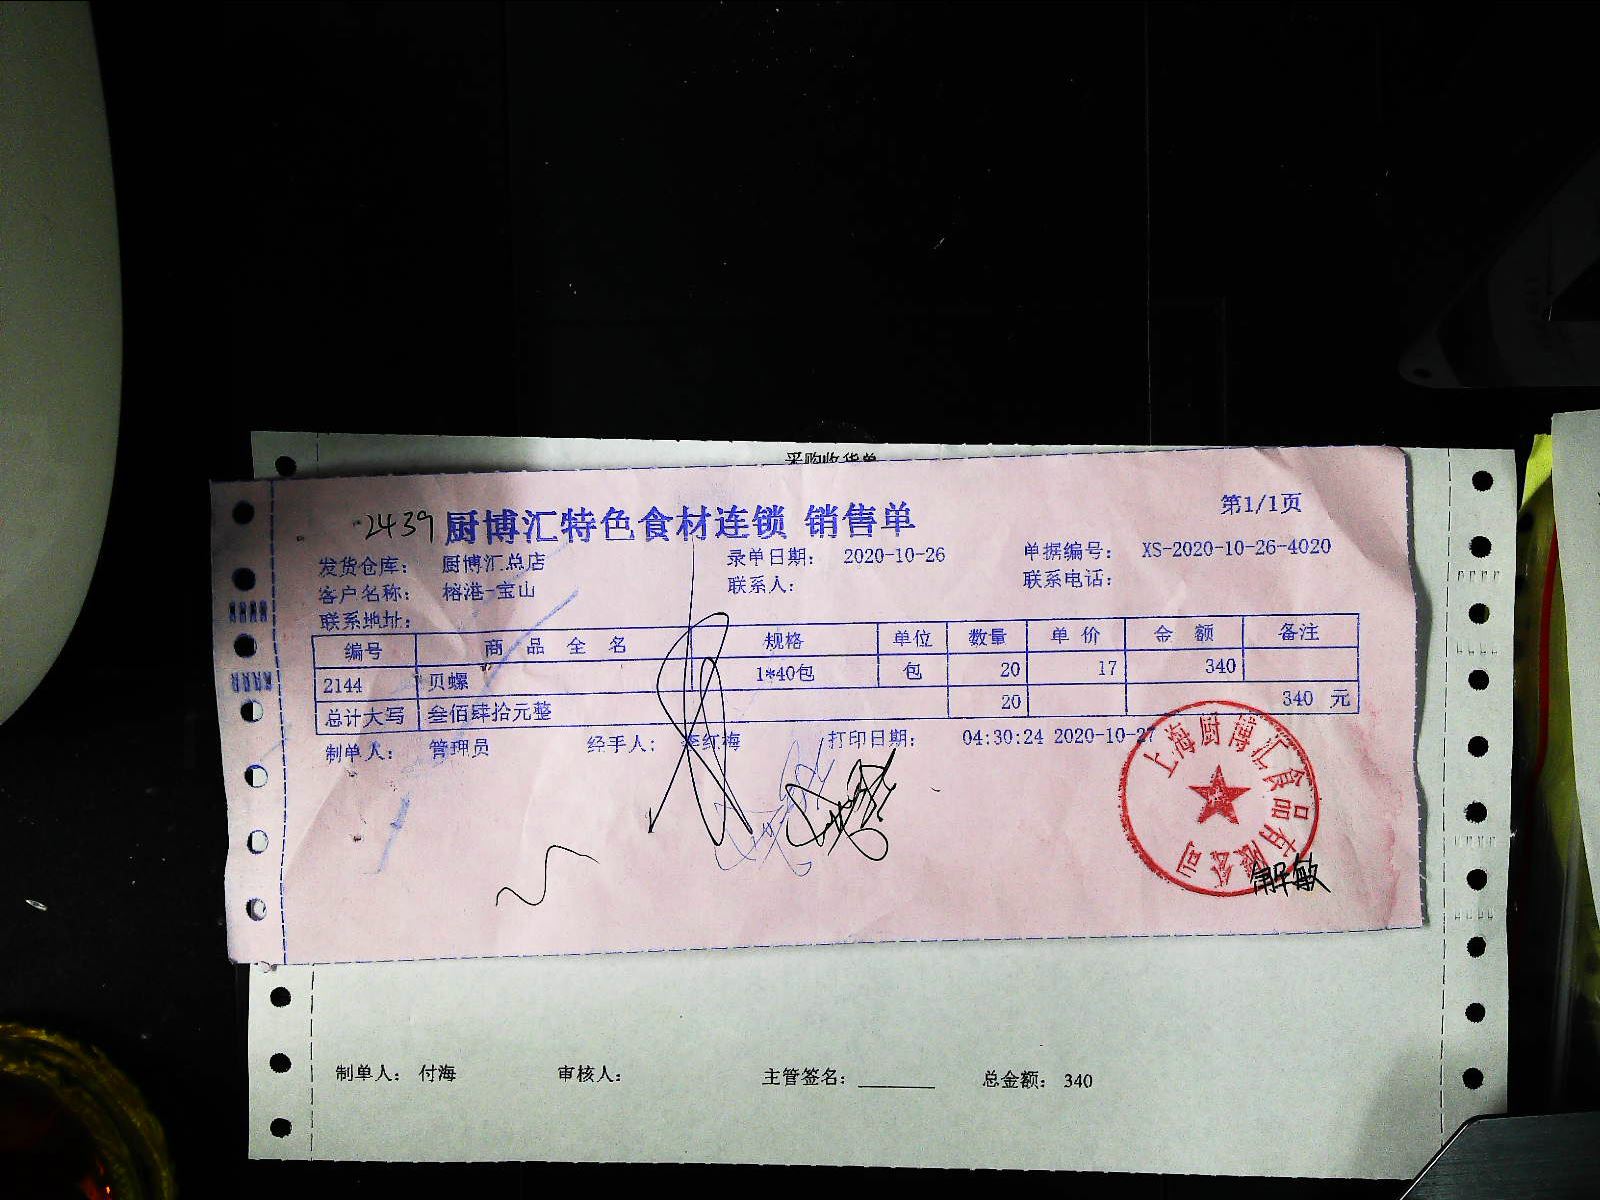 采购收货单
第1/1页
2439 厨博汇特色食材连锁 销售单
发货仓库： 厨博汇总店 录单日期： 2020-10-26 单据编号： XS-2020-10-26-4020
客户名称： 榕港-宝山 联系人： 联系电话：
联系地址：
编号 商品全名 规格 单位 数量 单价 金额 备注
2144 贝螺 1*40包 包 20 17 340
总计大写 叁佰肆拾元整 20 340 元
制单人： 管理员 经手人： 李红梅 打印日期： 04:30:24 2020-10-27
上海厨博汇食品有限公司
制单人： 付海 审核人： 主管签名： 总金额： 340